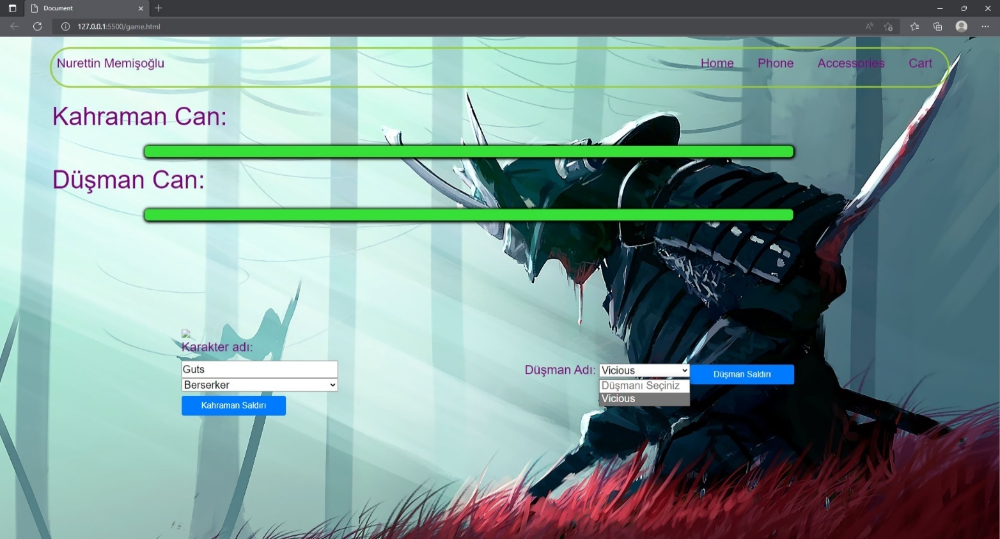 Document
127.0.0.1:5500/game.html
Nurettin Memişoğlu
Home
Phone
Accessories
Cart
Kahraman Can:
Düşman Can:
Karakter adı:
Guts
Berserker
Kahraman Saldırı
Düşman Adı:
Vicious
Düşman Saldırı
Düşmanı Seçiniz
Vicious